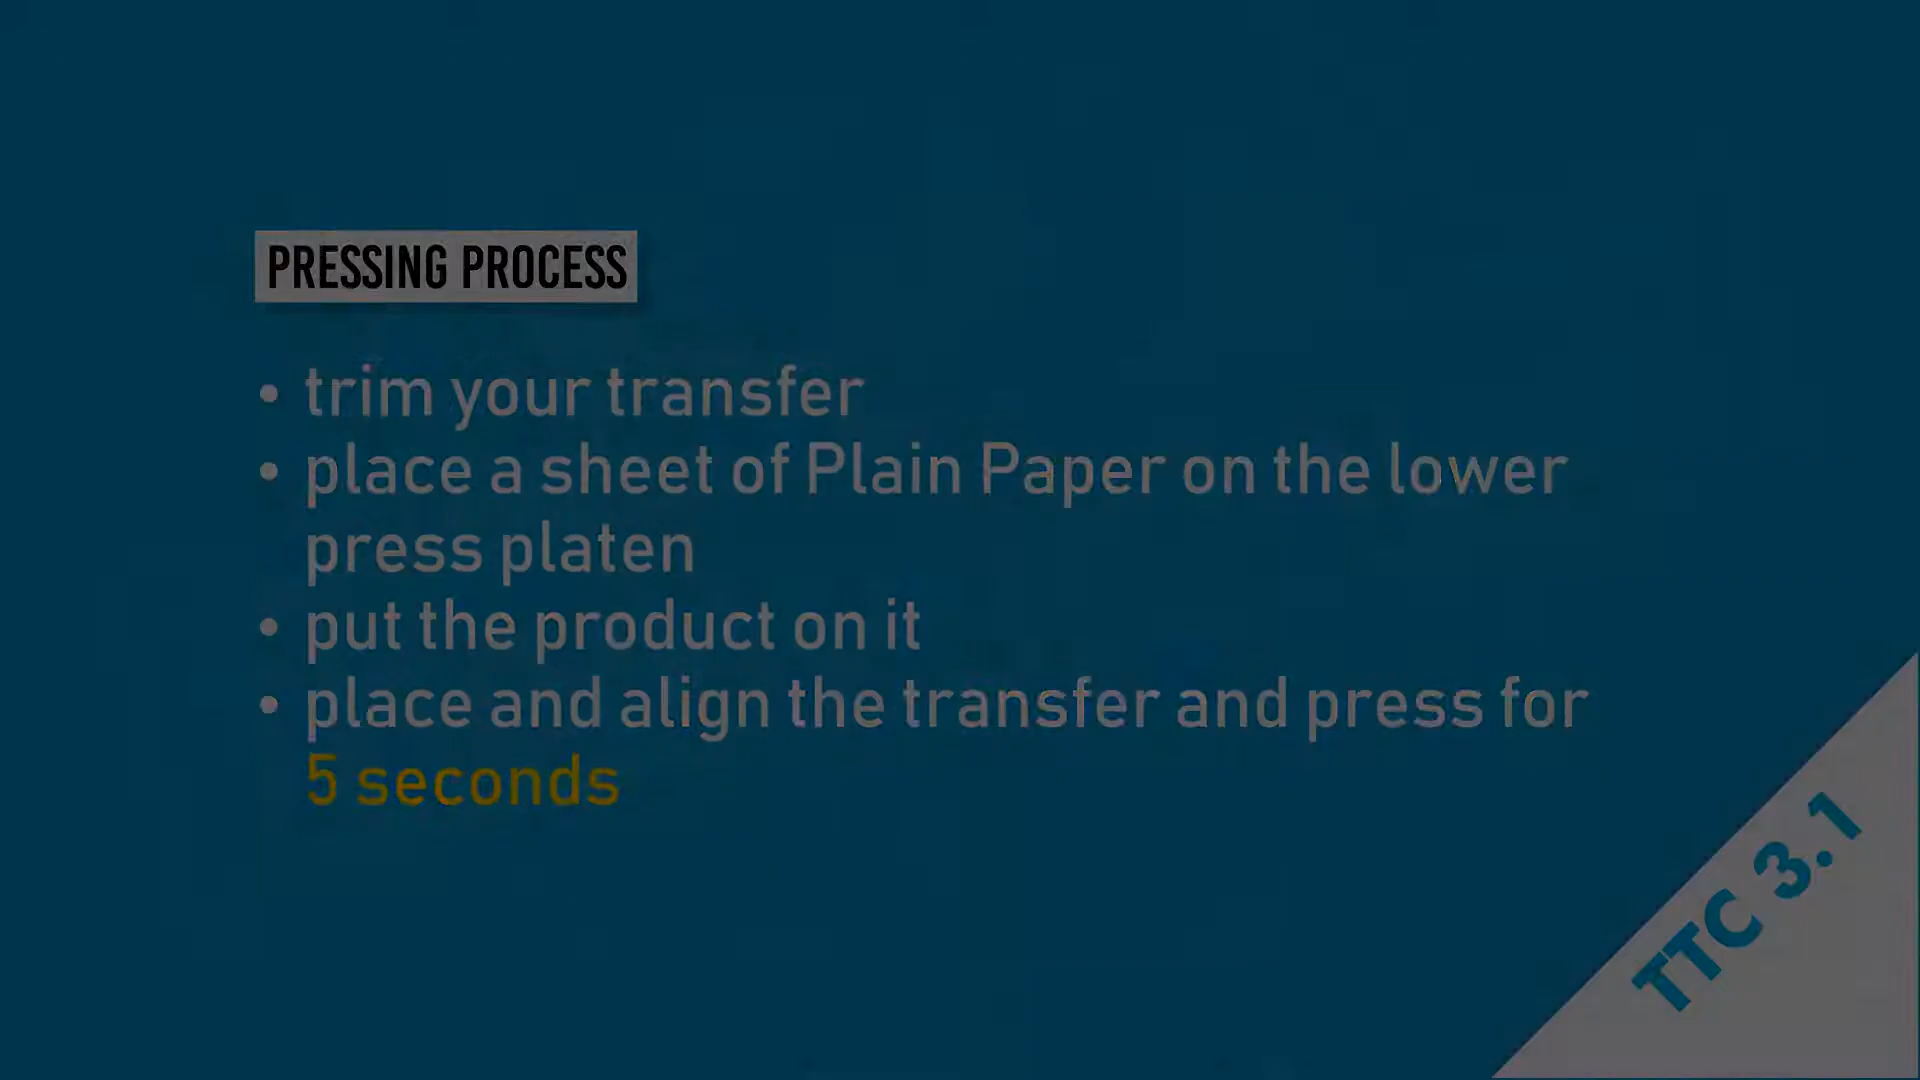 PRESSING PROCESS
• trim your transfer
• place a sheet of Plain Paper on the lower
press platen
• put the product on it
• place and align the transfer and press for
5 seconds
TTC 3.1